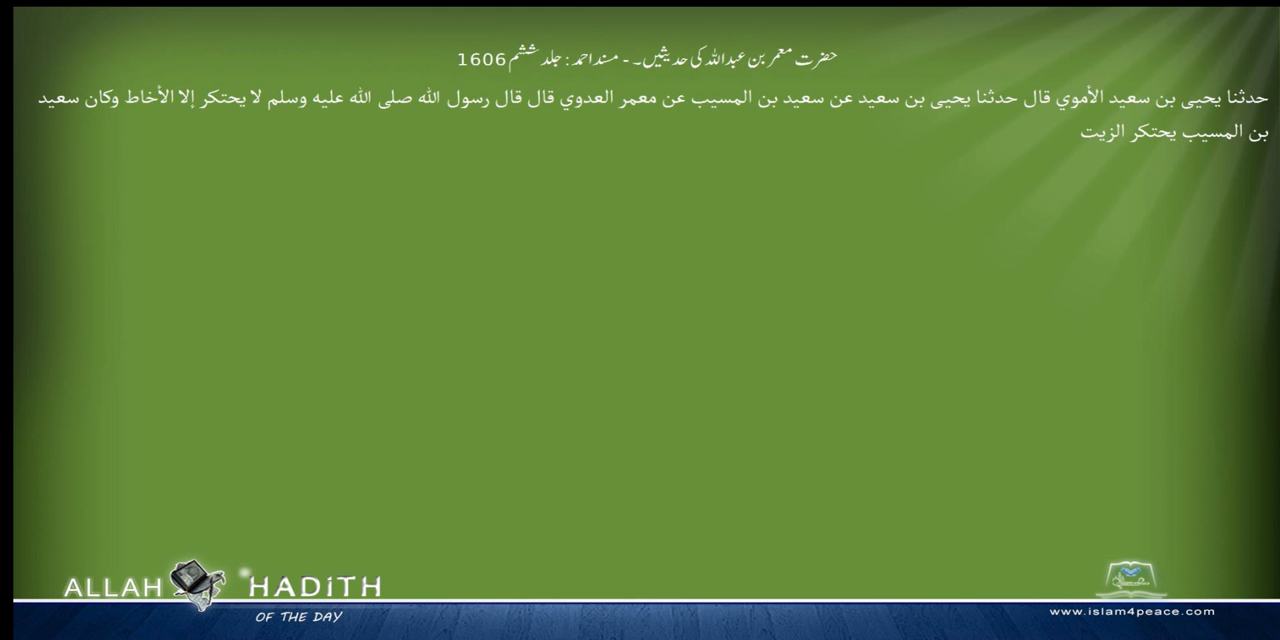 حضرت معمر بن عبداللہ کی حدیثیں۔ - مسند احمد : جلد ششم 1606
حدثنا يحيى بن سعيد الأموي قال حدثنا يحيى بن سعيد عن سعيد بن المسيب عن معمر العدوي قال قال رسول الله صلى الله عليه وسلم لا يحتكر إلا الأخاط وكان سعيد
بن المسيب يحتكر الزيت
ALLAH HADITH
OF THE DAY
www.islam4peace.com